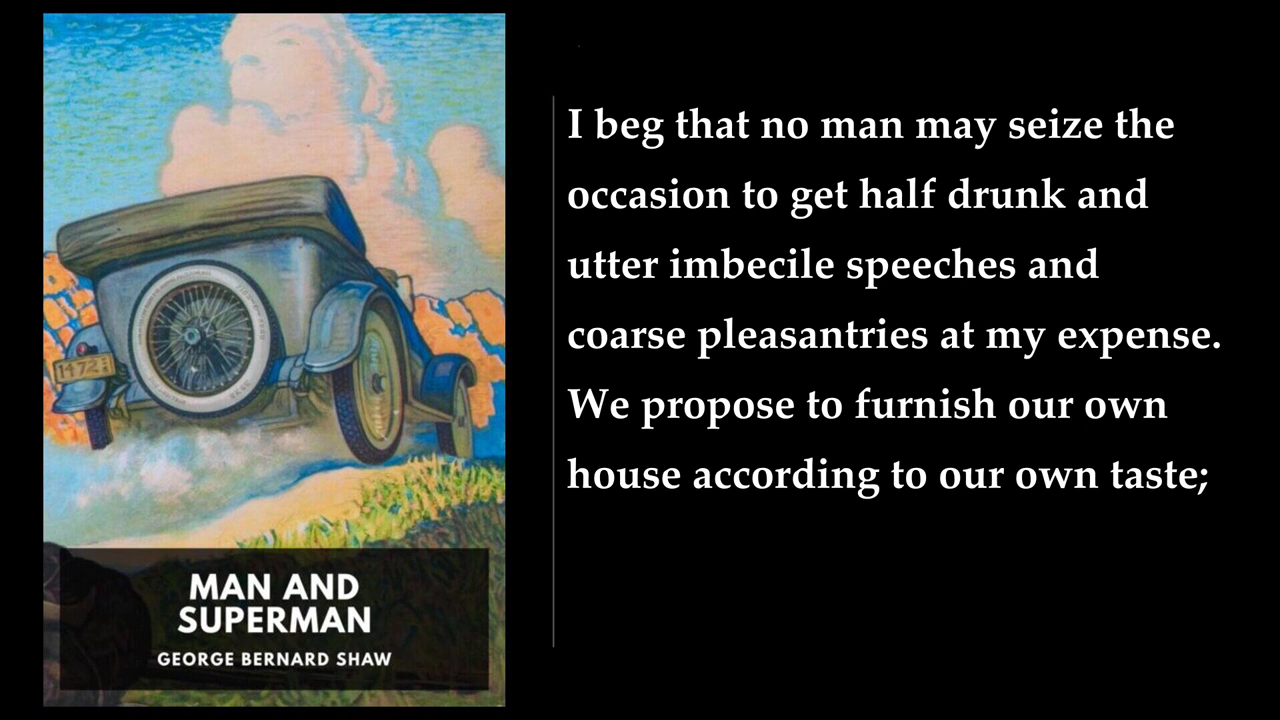 I beg that no man may seize the
occasion to get half drunk and
utter imbecile speeches and
coarse pleasantries at my expense.
We propose to furnish our own
house according to our own taste;
1472
MAN AND
SUPERMAN
GEORGE BERNARD SHAW